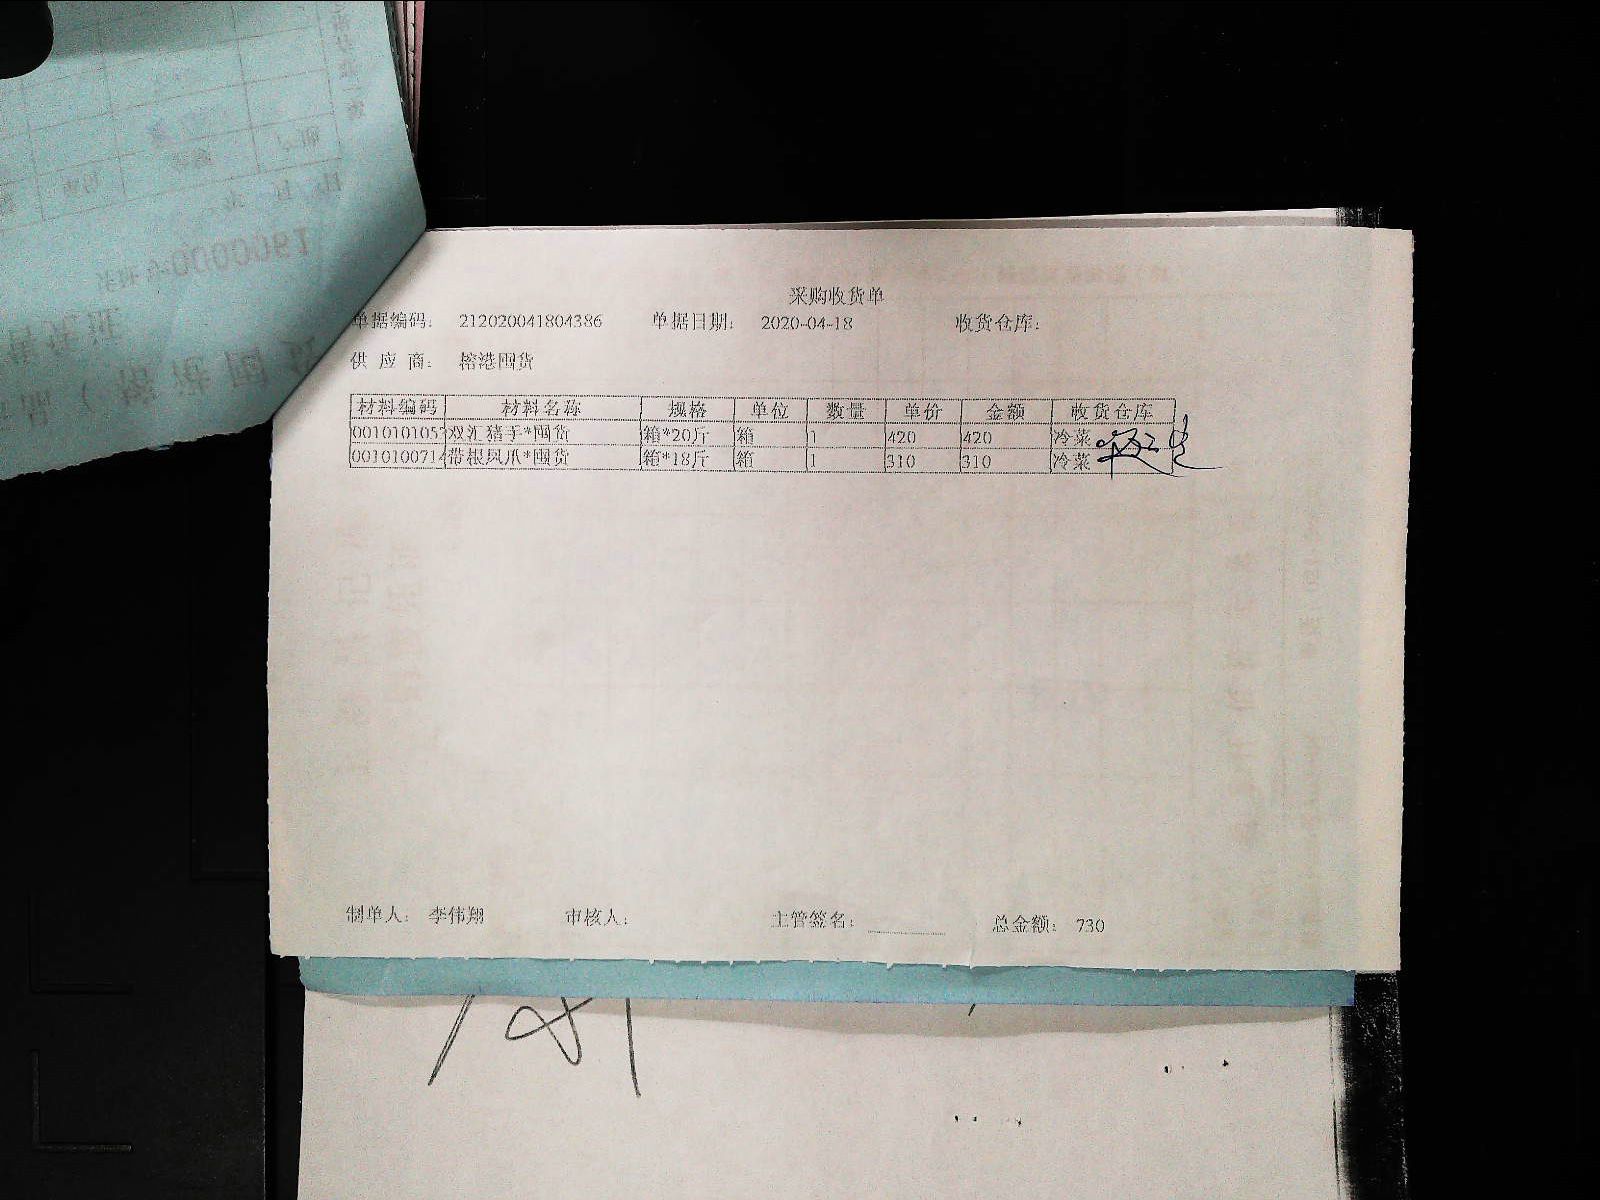 采购收货单
单据编码： 212020041804386 单据日期： 2020-04-18 收货仓库：
供 应 商： 榕港囤货
材料编码 材料名称 规格 单位 数量 单价 金额 收货仓库
0010101053 双汇猪手*囤货 箱*20斤 箱 1 420 420 冷菜
0010100714 带根凤爪*囤货 箱*18斤 箱 1 310 310 冷菜
制单人： 李伟翔 审核人： 主管签名： 总金额： 730